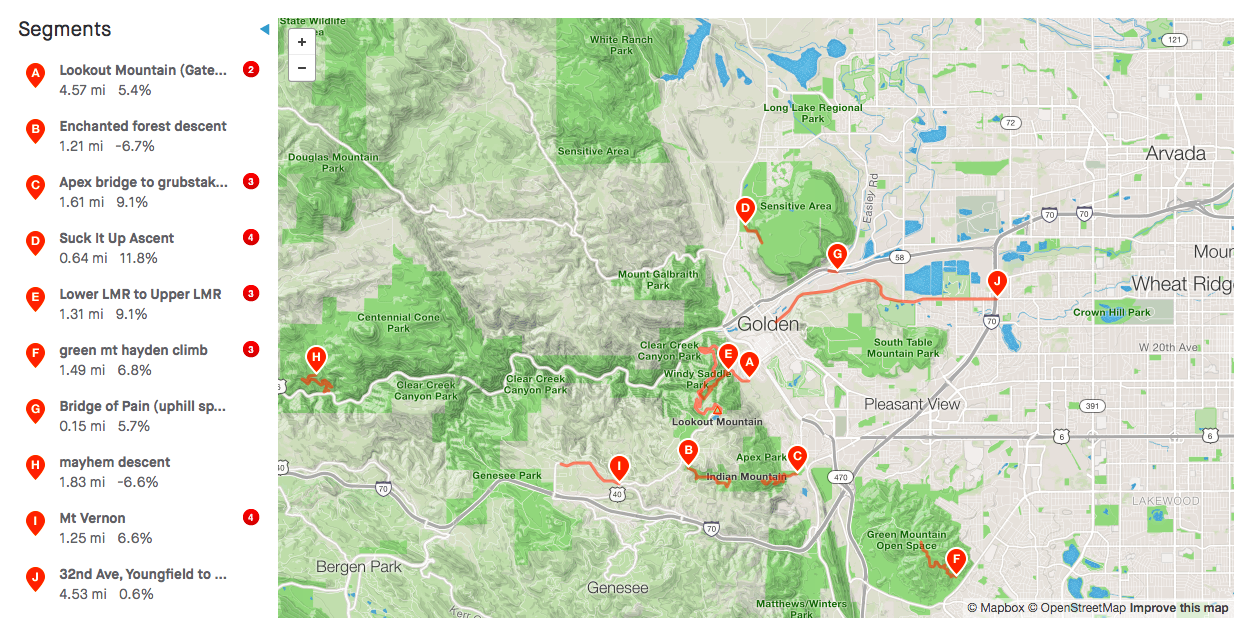 Segments
A
Lookout Mountain (Gate...
2
4.57 mi 5.4%
B
Enchanted forest descent
1.21 mi -6.7%
C
Apex bridge to grubstak...
3
1.61 mi 9.1%
D
Suck It Up Ascent
4
0.64 mi 11.8%
E
Lower LMR to Upper LMR
3
1.31 mi 9.1%
F
green mt hayden climb
3
1.49 mi 6.8%
G
Bridge of Pain (uphill sp...
0.15 mi 5.7%
H
mayhem descent
1.83 mi -6.6%
I
Mt Vernon
4
1.25 mi 6.6%
J
32nd Ave, Youngfield to ...
4.53 mi 0.6%
+
−
State Wildlife
White Ranch
Park
121
Long Lake Regional
Park
72
Arvada
Sensitive Area
Douglas Mountain
Park
Easley Rd
D
Sensitive Area
70
70
G
58
Moun
Mount Galbraith
Park
J
Wheat Ridg
Centennial Cone
Park
Crown Hill Park
Golden
70
South Table
Mountain Park
W 20th Ave
Clear Creek
Canyon Park
H
E
A
Windy Saddle
Park
6
Clear Creek
Canyon Park
Clear Creek
Canyon Park
Pleasant View
391
Lookout Mountain
6
6
B
Apex Park
C
I
Genesee Park
Indian Mountain
470
40
40
70
70
LAKEWOOD
Green Mountain
Open Space
F
Bergen Park
Genesee
Matthews/Winters
Park
Kerr G
© Mapbox © OpenStreetMap Improve this map